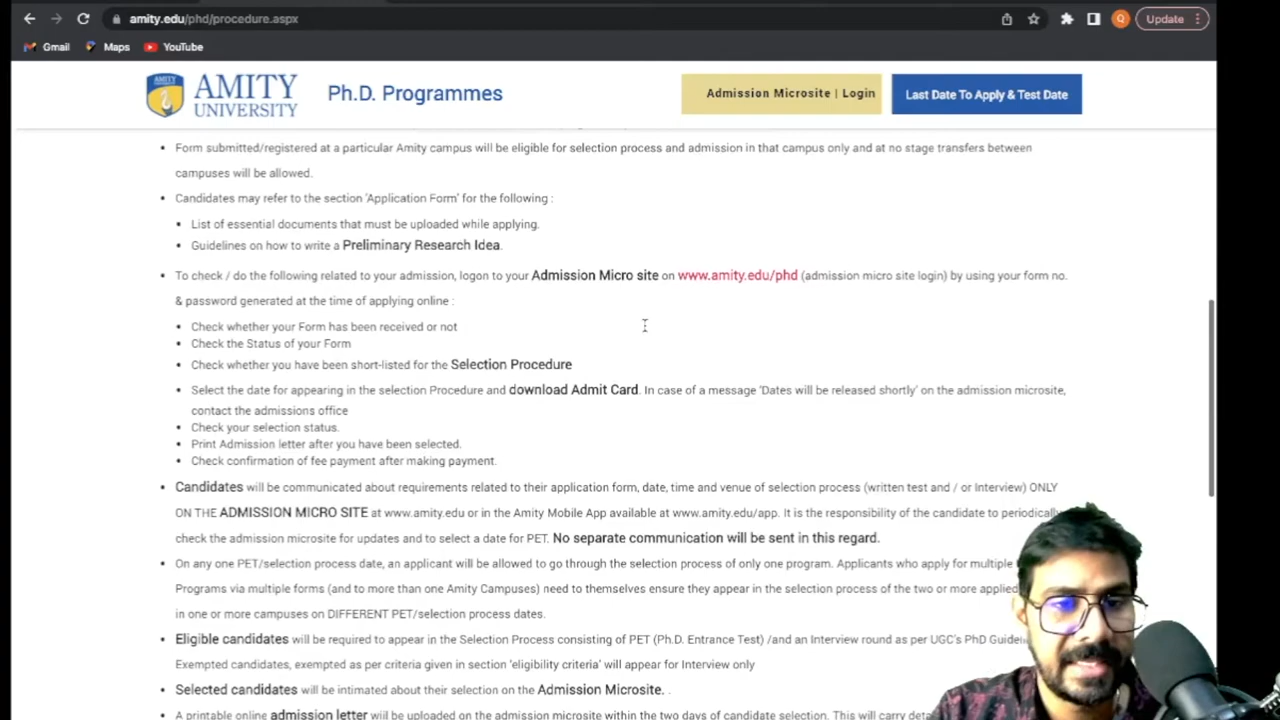 amity.edu/phd/procedure.aspx
Q
Update
Gmail
Maps
YouTube
AMITY
AMITY
UNIVERSITY
Ph.D. Programmes
Admission Microsite | Login
Last Date To Apply & Test Date
• Form submitted/registered at a particular Amity campus will be eligible for selection process and admission in that campus only and at no stage transfers between
campuses will be allowed.
• Candidates may refer to the section 'Application Form' for the following :
• List of essential documents that must be uploaded while applying.
• Guidelines on how to write a Preliminary Research Idea.
• To check / do the following related to your admission, logon to your Admission Micro site on www.amity.edu/phd (admission micro site login) by using your form no.
& password generated at the time of applying online :
• Check whether your Form has been received or not
• Check the Status of your Form
• Check whether you have been short-listed for the Selection Procedure
• Select the date for appearing in the selection Procedure and download Admit Card. In case of a message 'Dates will be released shortly' on the admission microsite,
contact the admissions office
• Check your selection status.
• Print Admission letter after you have been selected.
• Check confirmation of fee payment after making payment.
• Candidates will be communicated about requirements related to their application form, date, time and venue of selection process (written test and / or Interview) ONLY
ON THE ADMISSION MICRO SITE at www.amity.edu or in the Amity Mobile App available at www.amity.edu/app. It is the responsibility of the candidate to periodically
check the admission microsite for updates and to select a date for PET. No separate communication will be sent in this regard.
• On any one PET/selection process date, an applicant will be allowed to go through the selection process of only one program. Applicants who apply for multiple
Programs via multiple forms (and to more than one Amity Campuses) need to themselves ensure they appear in the selection process of the two or more applied
in one or more campuses on DIFFERENT PET/selection process dates.
• Eligible candidates will be required to appear in the Selection Process consisting of PET (Ph.D. Entrance Test) /and an Interview round as per UGC's PhD
Exempted candidates, exempted as per criteria given in section 'eligibility criteria' will appear for Interview only
• Selected candidates will be intimated about their selection on the Admission Microsite. .
• A printable online admission letter will be uploaded on the admission microsite within the two days of candidate selection. This will carry